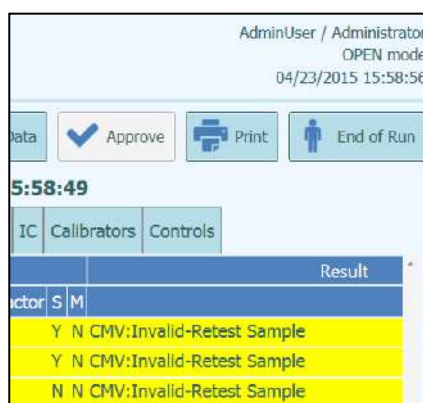 AdminUser / Administrator
OPEN mode
04/23/2015 15:58:56
Data Approve Print End of Run
5:58:49
IC Calibrators Controls
Result
actor S M
Y N CMV:Invalid-Retest Sample
Y N CMV:Invalid-Retest Sample
N N CMV:Invalid-Retest Sample